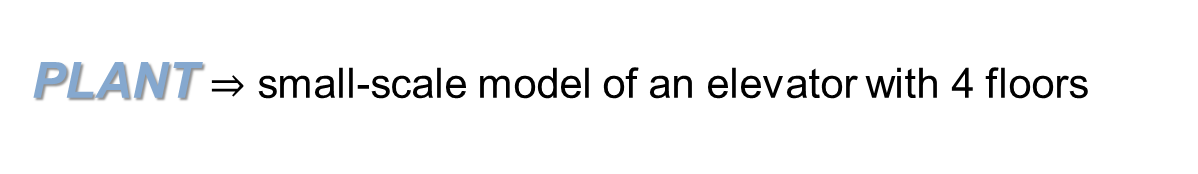 PLANT ⇒ small-scale model of an elevator with 4 floors